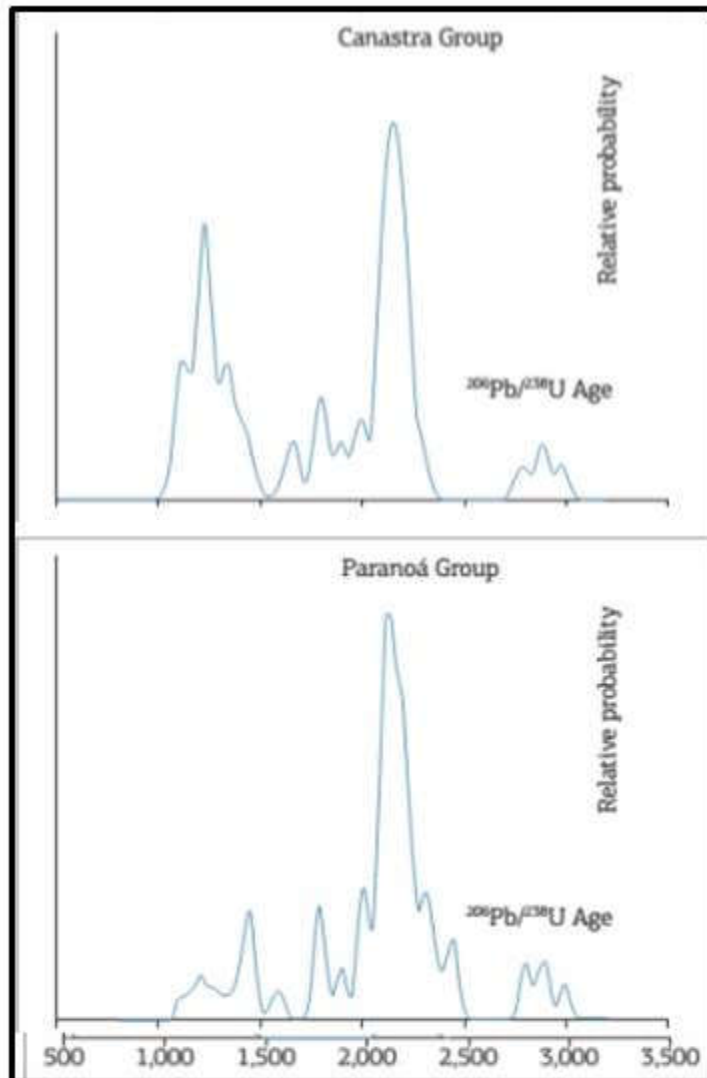 Canastra Group
Relative probability
²⁰⁶Pb/²³⁸U Age
Paranoá Group
Relative probability
²⁰⁶Pb/²³⁸U Age
500 1,000 1,500 2,000 2,500 3,000 3,500